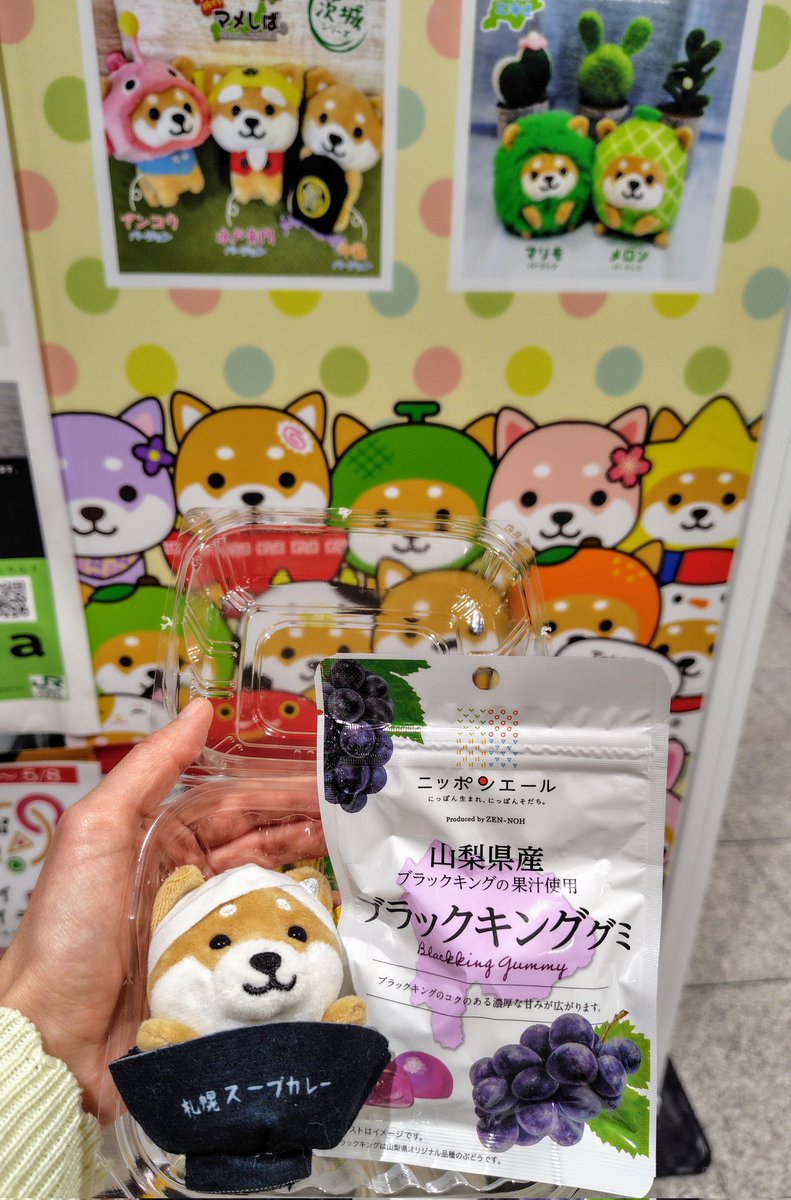 マメしば。
茨城
シリーズ
インコウ
バージョン
水戸黄門
バージョン
バージョン
マリモ
バージョン
メロン
バージョン
a
JR
～5/8
ニッポンエール
にっぽん生まれ、にっぽんそだち。
Produced by ZEN-NOH
山梨県産
ブラックキングの果汁使用
ブラックキンググミ
Blackking Gummy
ブラックキングのコクのある濃厚な甘みが広がります。
ストはイメージです。
ラックキングは山梨県オリジナル品種のぶどうです。
札幌スープカレー